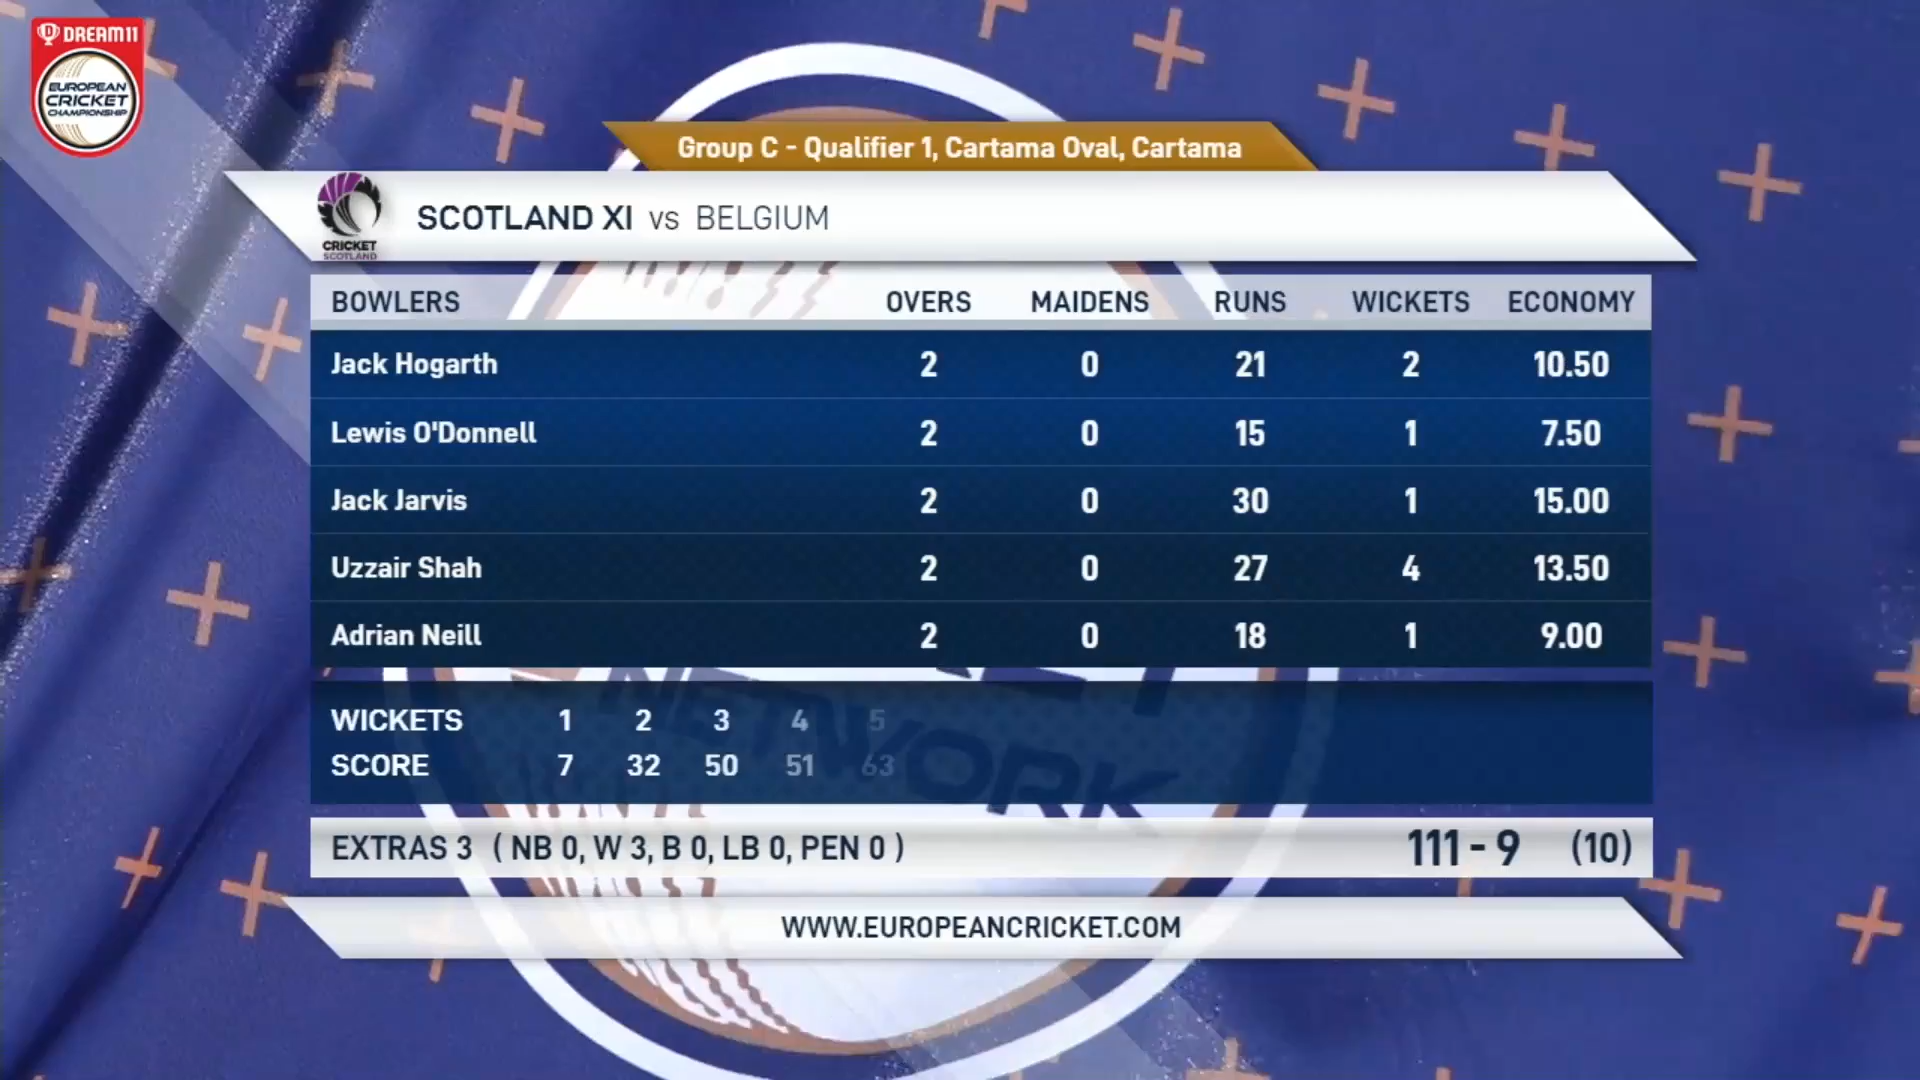 DREAM11
EUROPEAN
CRICKET
CHAMPIONSHIP
Group C - Qualifier 1, Cartama Oval, Cartama
CRICKET
SCOTLAND
SCOTLAND XI vs BELGIUM
BOWLERS OVERS MAIDENS RUNS WICKETS ECONOMY
Jack Hogarth 2 0 21 2 10.50
Lewis O'Donnell 2 0 15 1 7.50
Jack Jarvis 2 0 30 1 15.00
Uzzair Shah 2 0 27 4 13.50
Adrian Neill 2 0 18 1 9.00
NETWORK
WICKETS 1 2 3 4 5
SCORE 7 32 50 51 63
EXTRAS 3 ( NB 0, W 3, B 0, LB 0, PEN 0 ) 111 - 9 (10)
WWW.EUROPEANCRICKET.COM